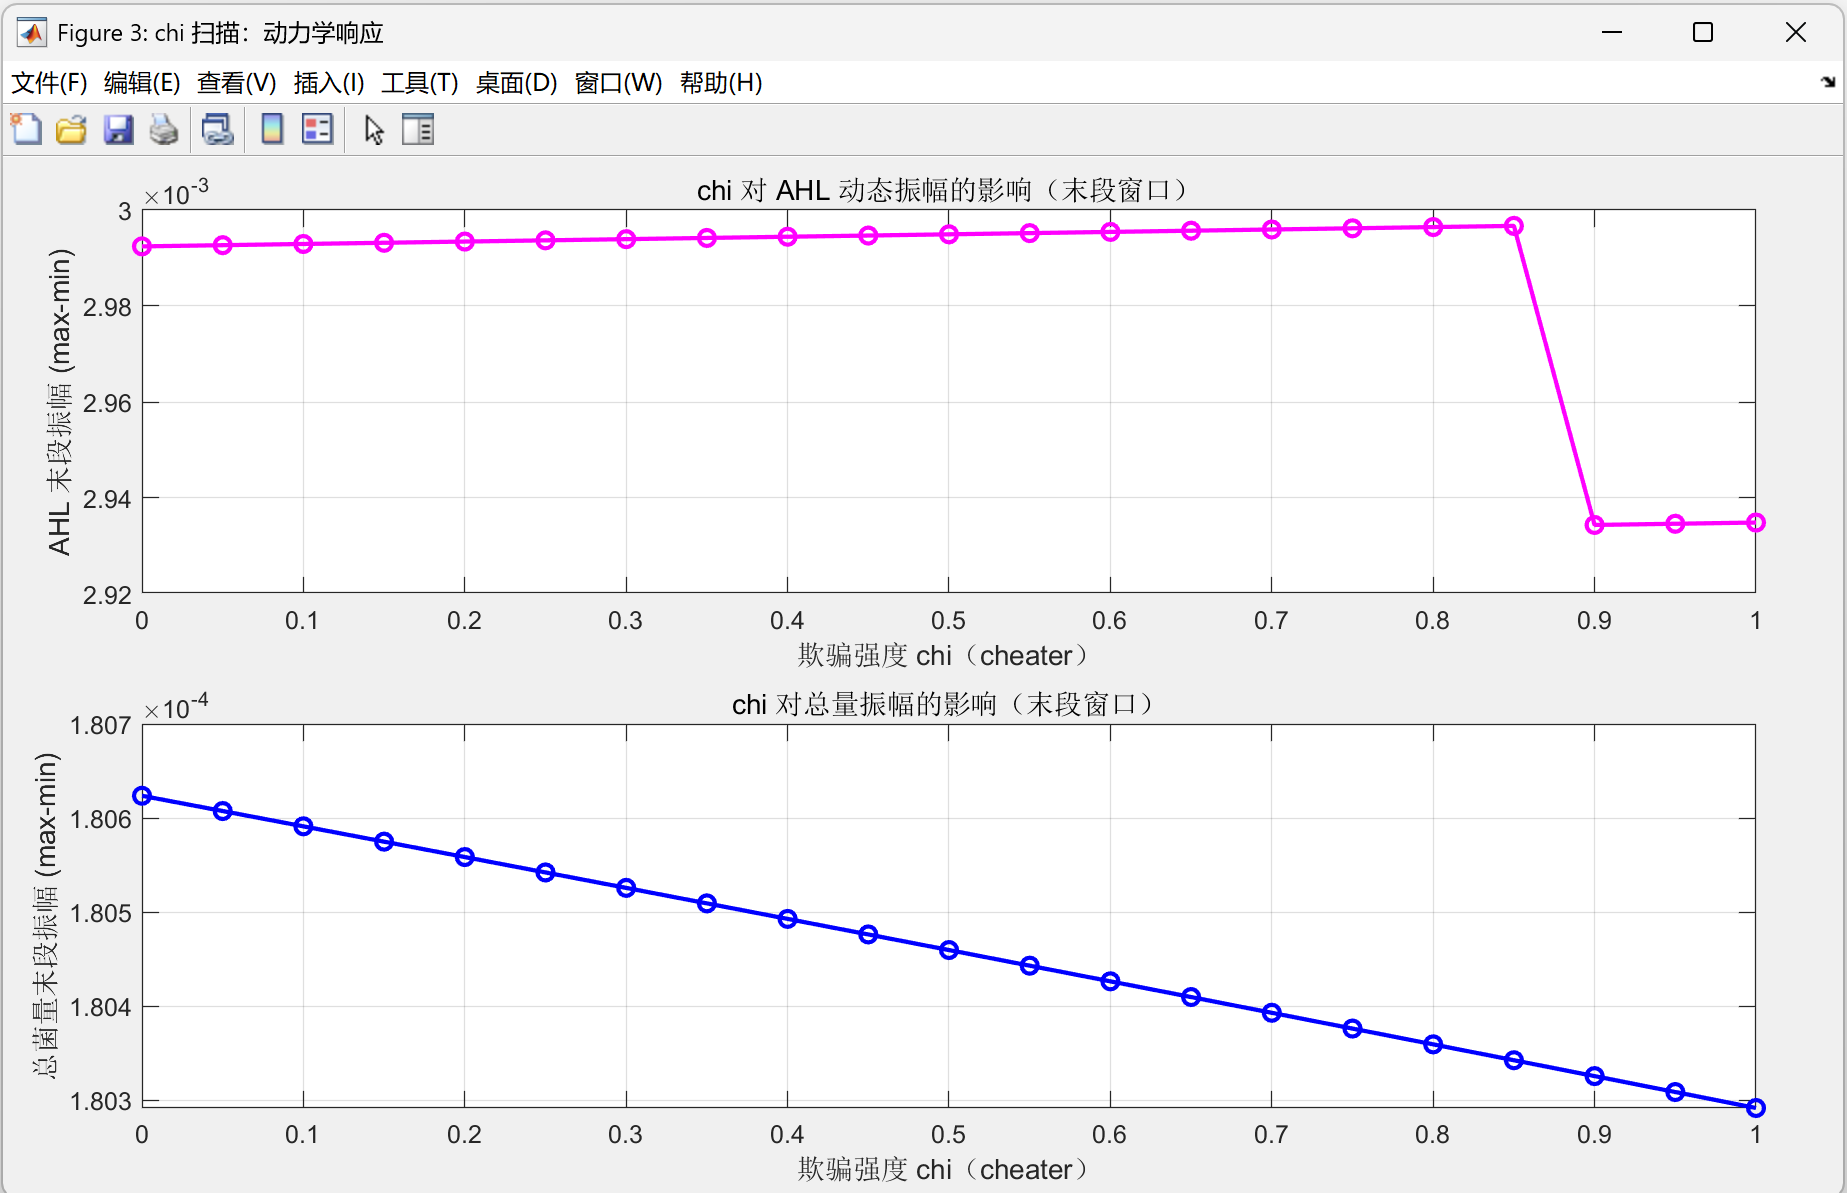 Figure 3: chi 扫描：动力学响应
文件(F) 编辑(E) 查看(V) 插入(I) 工具(T) 桌面(D) 窗口(W) 帮助(H)
chi 对 AHL 动态振幅的影响（末段窗口）
×10-3
3
2.98
2.96
2.94
2.92
AHL 末段振幅 (max-min)
0 0.1 0.2 0.3 0.4 0.5 0.6 0.7 0.8 0.9 1
欺骗强度 chi（cheater）
chi 对总量振幅的影响（末段窗口）
×10-4
1.807
1.806
1.805
1.804
1.803
总菌量末段振幅 (max-min)
0 0.1 0.2 0.3 0.4 0.5 0.6 0.7 0.8 0.9 1
欺骗强度 chi（cheater）